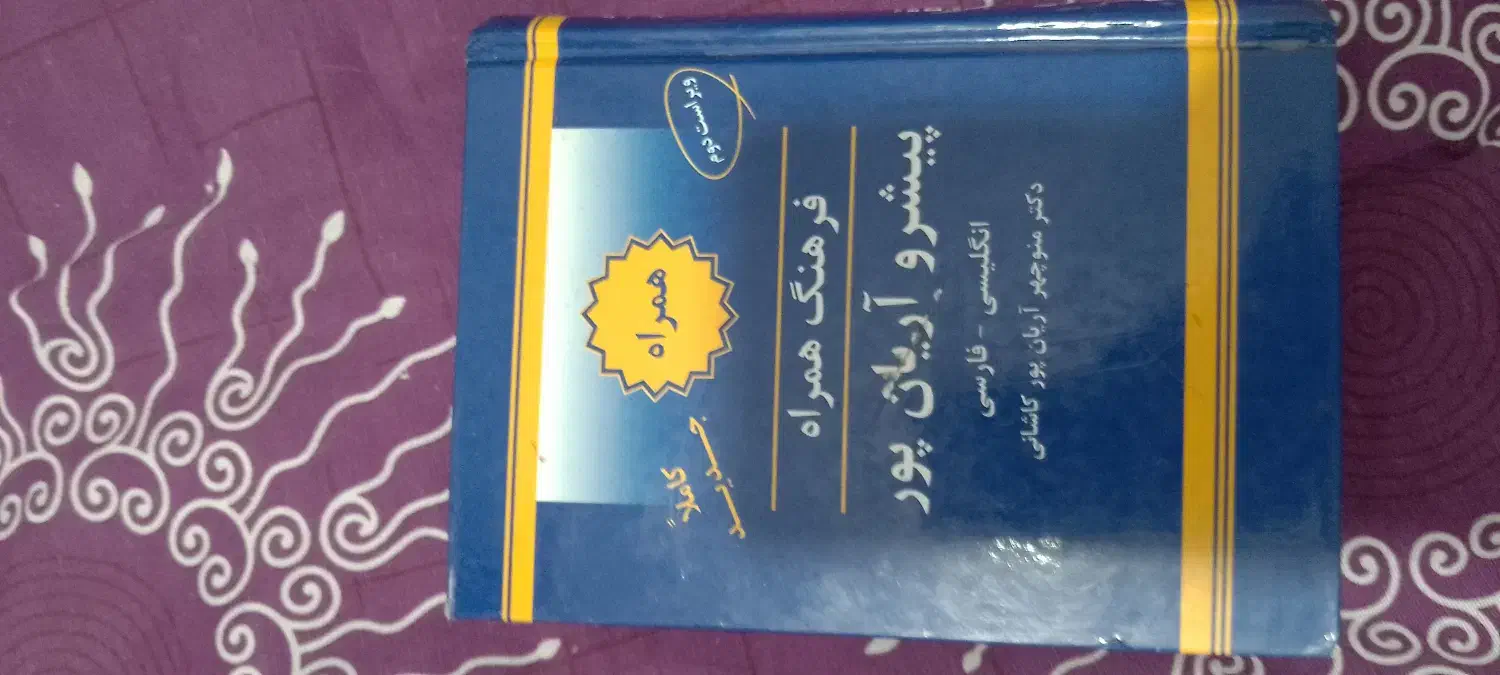 ویراست دوم
همراه
کاملاً
جدید
فرهنگ همراه
پیشرو آریان پور
انگلیسی - فارسی
دکتر منوچهر آریان پور کاشانی